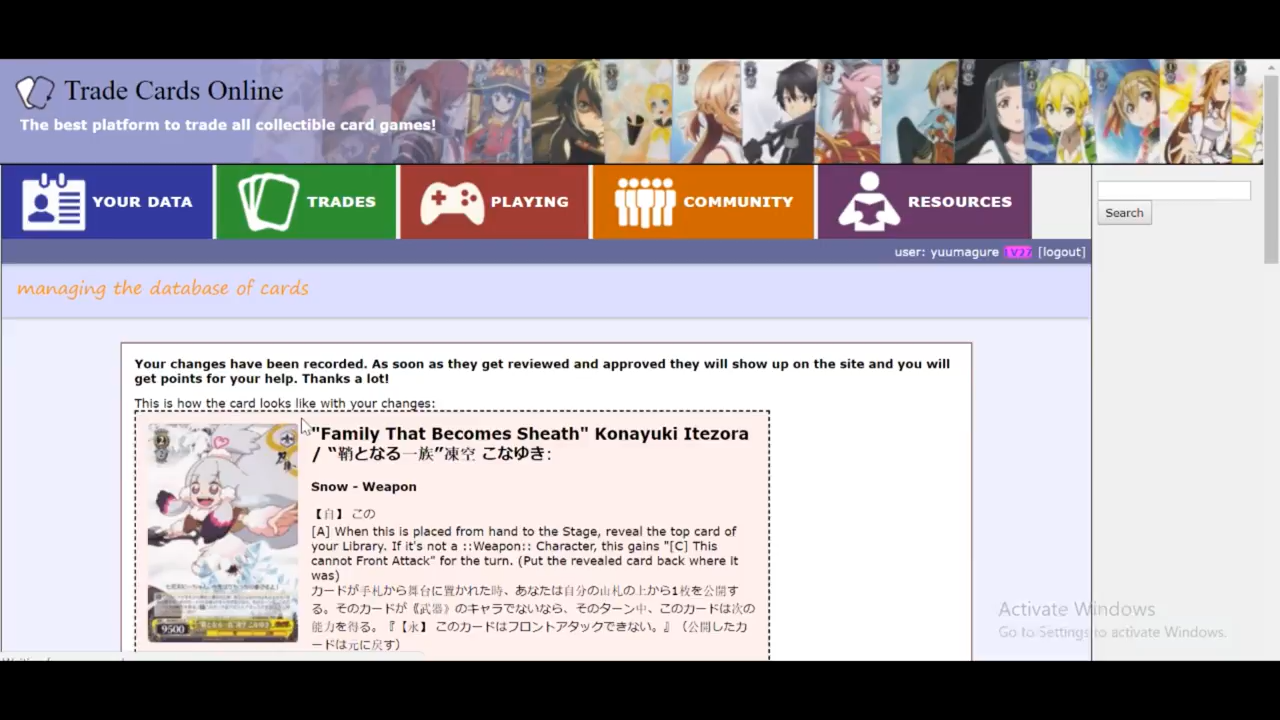 Trade Cards Online
The best platform to trade all collectible card games!
YOUR DATA
TRADES
PLAYING
COMMUNITY
RESOURCES
Search
user: yuumagure LV27 [logout]
managing the database of cards
Your changes have been recorded. As soon as they get reviewed and approved they will show up on the site and you will
get points for your help. Thanks a lot!
This is how the card looks like with your changes:
"Family That Becomes Sheath" Konayuki Itezora
/ “鞘となる一族”凍空 こなゆき:
Snow - Weapon
【自】 この
[A] When this is placed from hand to the Stage, reveal the top card of
your Library. If it's not a ::Weapon:: Character, this gains "[C] This
cannot Front Attack" for the turn. (Put the revealed card back where it
was)
カードが手札から舞台に置かれた時、あなたは自分の山札の上から1枚を公開す
る。そのカードが《武器》のキャラでないなら、そのターン中、このカードは次の
能力を得る。『【永】 このカードはフロントアタックできない。』（公開したカ
ードは元に戻す）
9500
Activate Windows
Go to Settings to activate Windows.